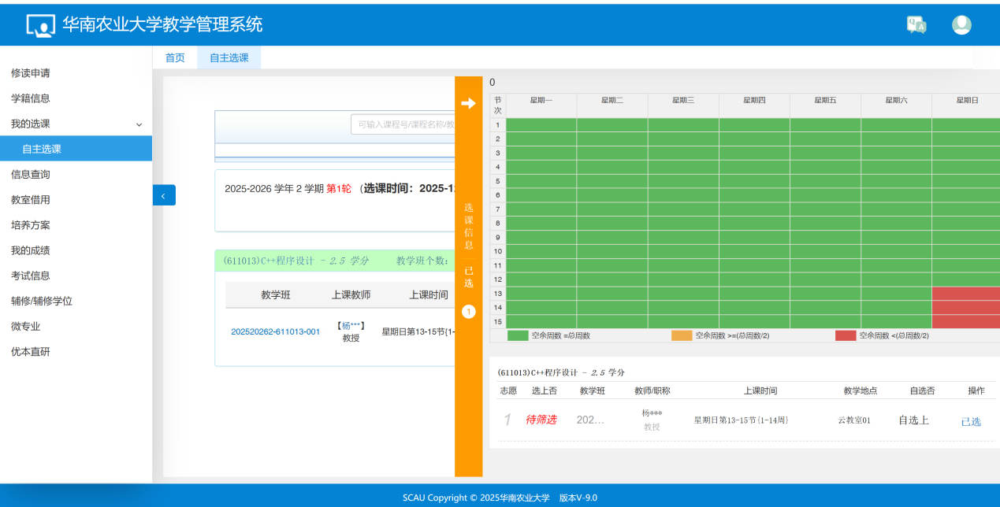 华南农业大学教学管理系统
首页 自主选课
修读申请
学籍信息
我的选课
自主选课
信息查询
教室借用
培养方案
我的成绩
考试信息
辅修/辅修学位
微专业
优本直研
可输入课程号/课程名称/教
2025-2026 学年 2 学期 第1轮 （选课时间：2025-1
(611013)C++程序设计 - 2.5 学分 教学班个数:
教学班 上课教师 上课时间
202520262-611013-001 【杨***】 教授 星期日第13-15节{1-
选课信息 已选 1
0
节次 星期一 星期二 星期三 星期四 星期五 星期六 星期日
1
2
3
4
5
6
7
8
9
10
11
12
13
14
15
空余周数 =总周数 空余周数 >=(总周数/2) 空余周数 <(总周数/2)
(611013)C++程序设计 - 2.5 学分
志愿 选上否 教学班 教师/职称 上课时间 教学地点 自选否 操作
1 待筛选 202... 杨*** 教授 星期日第13-15节{1-14周} 云教室01 自选上 已选
SCAU Copyright © 2025华南农业大学 版本V-9.0